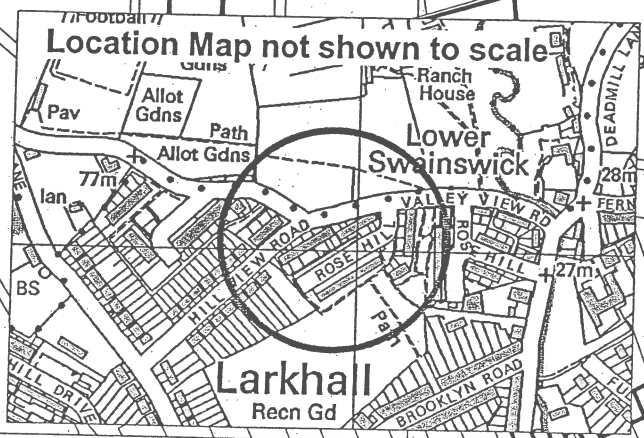 Football
Location Map not shown to scale
Gdns
Ranch
House
Allot
Gdns
Pav
Path
Allot Gdns
Lower
Swainswick
DEADMILL LA
77m
28m
FERN
VALLEY VIEW RD
HILL VIEW ROAD
ROSE HILL
ROS
HILL
27m
BS
Path
Larkhall
Recn Gd
HILL DRIVE
BROOKLYN ROAD